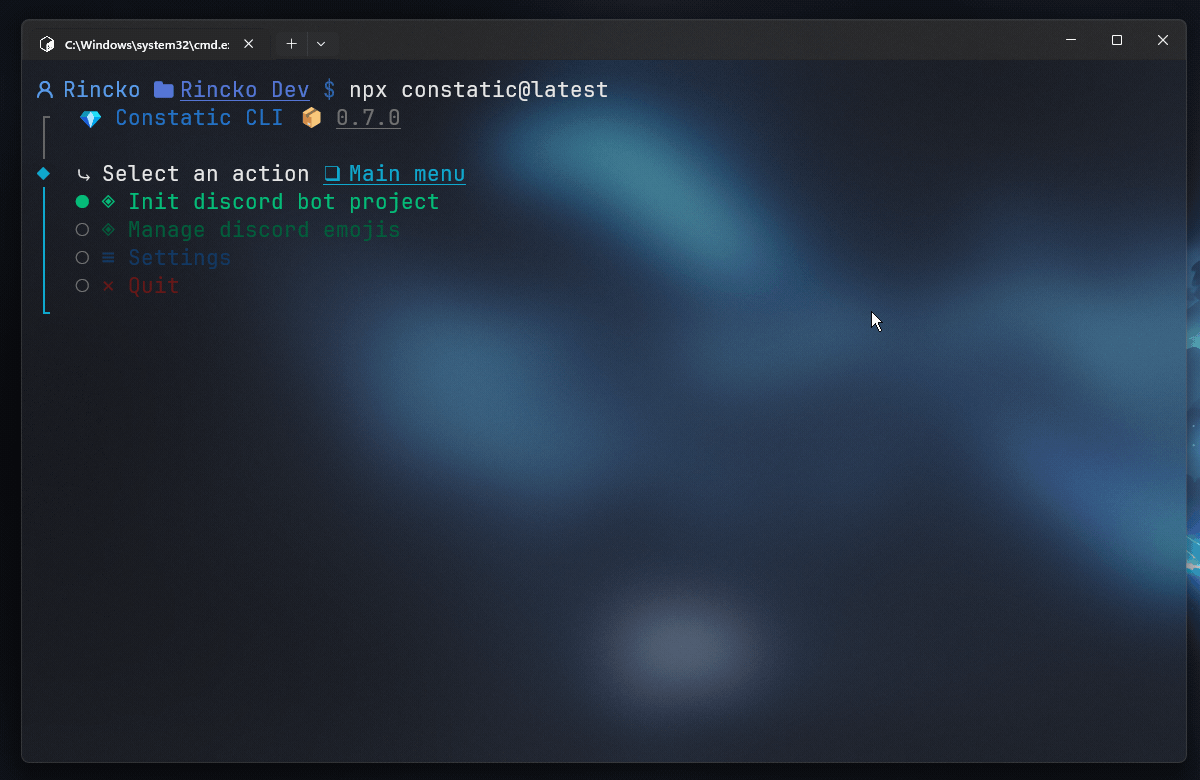 C:\Windows\system32\cmd.e:
Rincko Rincko Dev $ npx constatic@latest
Constatic CLI 0.7.0
Select an action Main menu
Init discord bot project
Manage discord emojis
Settings
Quit